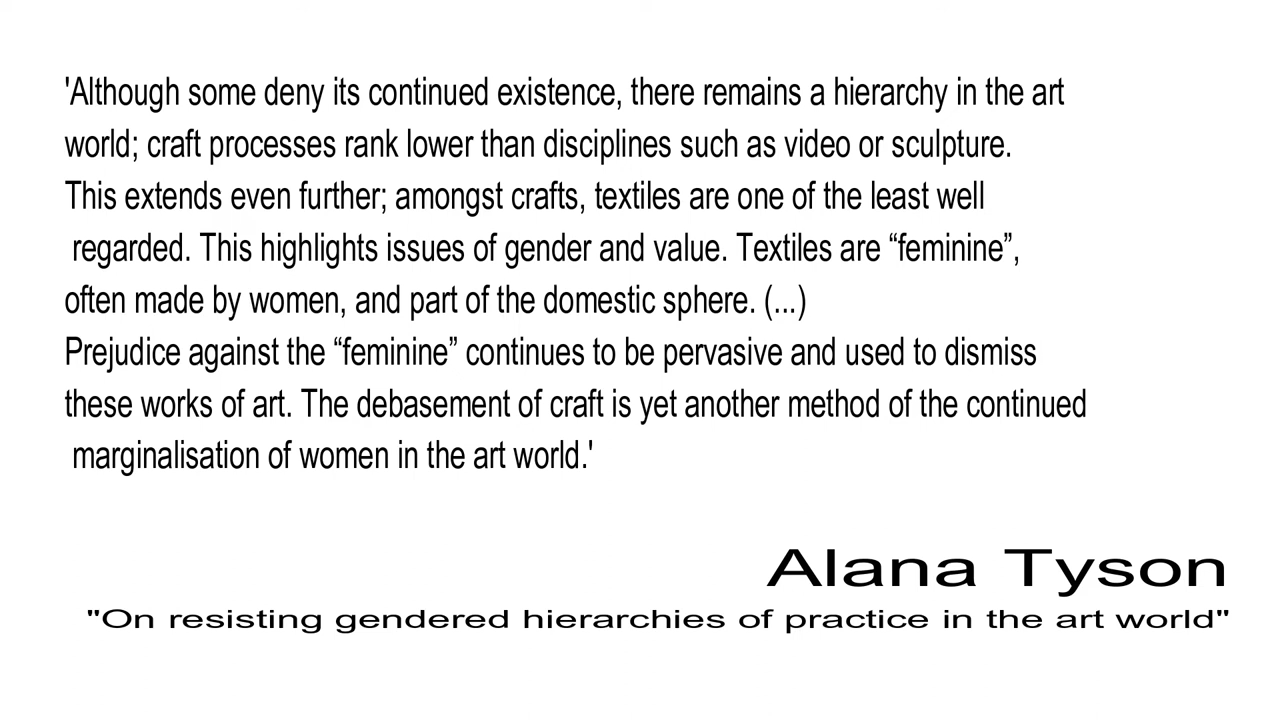 'Although some deny its continued existence, there remains a hierarchy in the art
world; craft processes rank lower than disciplines such as video or sculpture.
This extends even further; amongst crafts, textiles are one of the least well
regarded. This highlights issues of gender and value. Textiles are “feminine”,
often made by women, and part of the domestic sphere. (...)
Prejudice against the “feminine” continues to be pervasive and used to dismiss
these works of art. The debasement of craft is yet another method of the continued
marginalisation of women in the art world.'
Alana Tyson
"On resisting gendered hierarchies of practice in the art world"